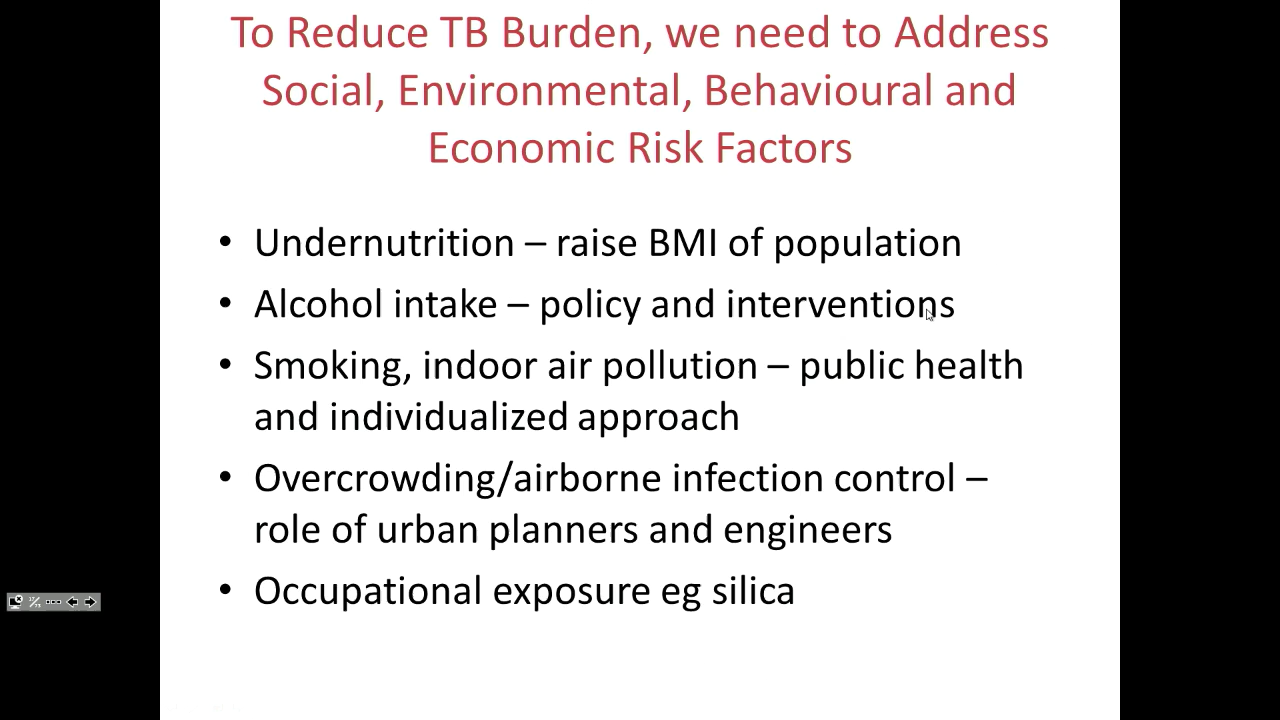 To Reduce TB Burden, we need to Address
Social, Environmental, Behavioural and
Economic Risk Factors
• Undernutrition – raise BMI of population
• Alcohol intake – policy and interventions
• Smoking, indoor air pollution – public health
and individualized approach
• Overcrowding/airborne infection control –
role of urban planners and engineers
• Occupational exposure eg silica